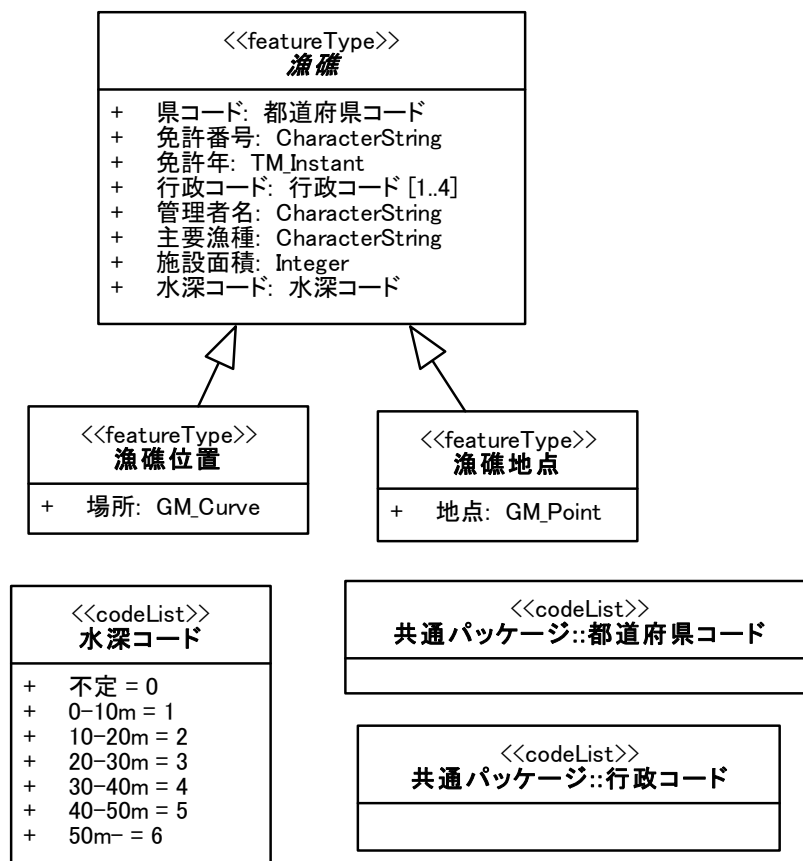 <<featureType>>
漁礁
+ 県コード: 都道府県コード
+ 免許番号: CharacterString
+ 免許年: TM_Instant
+ 行政コード: 行政コード [1..4]
+ 管理者名: CharacterString
+ 主要漁種: CharacterString
+ 施設面積: Integer
+ 水深コード: 水深コード
<<featureType>>
漁礁位置
+ 場所: GM_Curve
<<featureType>>
漁礁地点
+ 地点: GM_Point
<<codeList>>
水深コード
+ 不定 = 0
+ 0-10m = 1
+ 10-20m = 2
+ 20-30m = 3
+ 30-40m = 4
+ 40-50m = 5
+ 50m- = 6
<<codeList>>
共通パッケージ::都道府県コード
<<codeList>>
共通パッケージ::行政コード